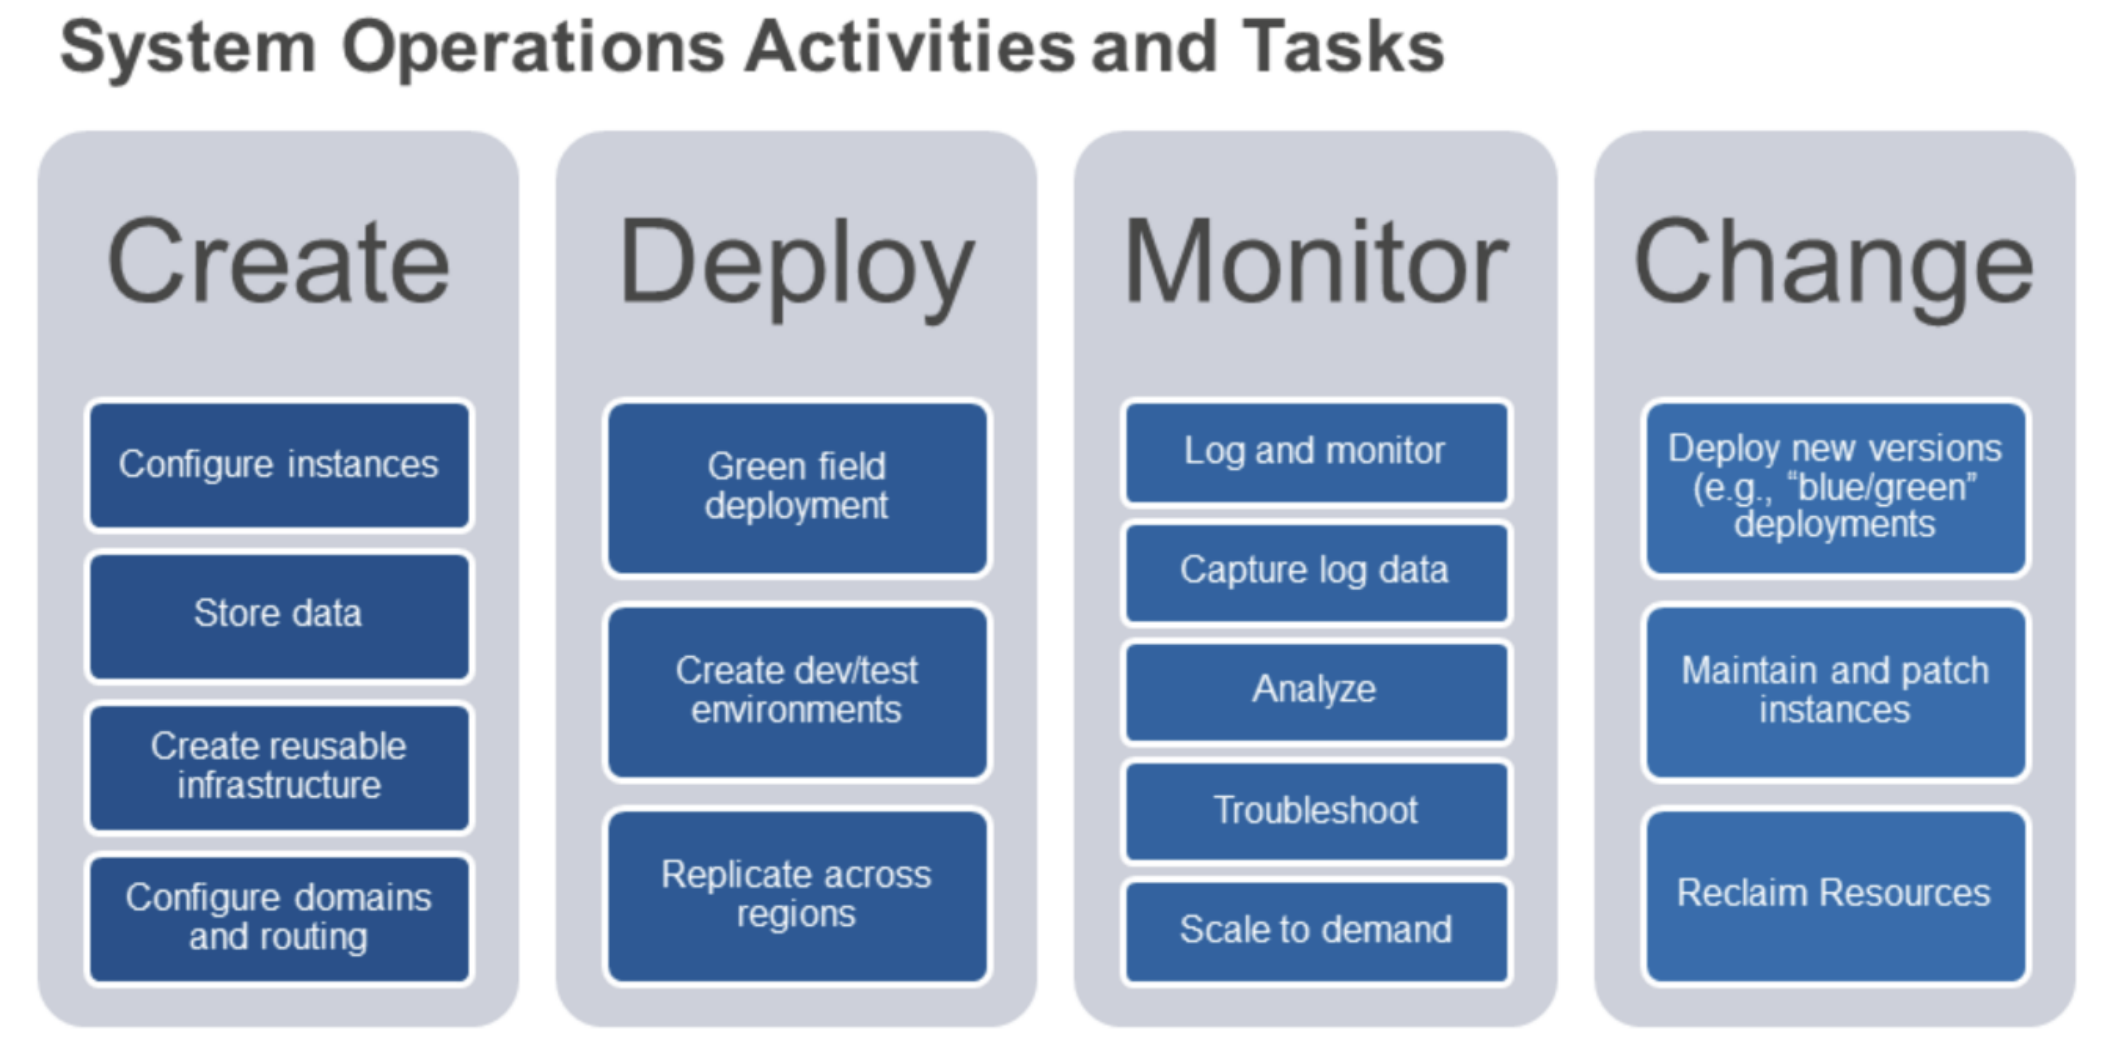 System Operations Activities and Tasks
Create
Configure instances
Store data
Create reusable
infrastructure
Configure domains
and routing
Deploy
Green field
deployment
Create dev/test
environments
Replicate across
regions
Monitor
Log and monitor
Capture log data
Analyze
Troubleshoot
Scale to demand
Change
Deploy new versions
(e.g., “blue/green”
deployments
Maintain and patch
instances
Reclaim Resources